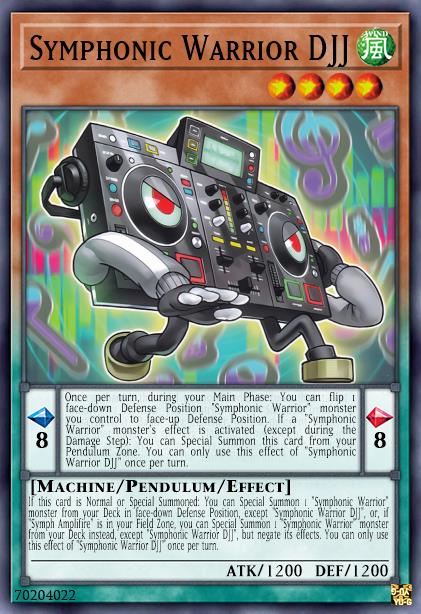 SYMPHONIC WARRIOR DJJ
WIND
風
Once per turn, during your Main Phase: You can flip 1
face-down Defense Position "Symphonic Warrior" monster
you control to face-up Defense Position. If a "Symphonic
Warrior" monster's effect is activated (except during the
Damage Step): You can Special Summon this card from your
Pendulum Zone. You can only use this effect of "Symphonic
Warrior DJJ" once per turn.
8
8
[MACHINE/PENDULUM/EFFECT]
If this card is Normal or Special Summoned: You can Special Summon 1 "Symphonic Warrior"
monster from your Deck in face-down Defense Position, except "Symphonic Warrior DJJ", or, if
"Symph Amplifire" is in your Field Zone, you can Special Summon 1 "Symphonic Warrior" monster
from your Deck instead, except "Symphonic Warrior DJJ", but negate its effects. You can only use
this effect of "Symphonic Warrior DJJ" once per turn.
ATK/1200 DEF/1200
70204022